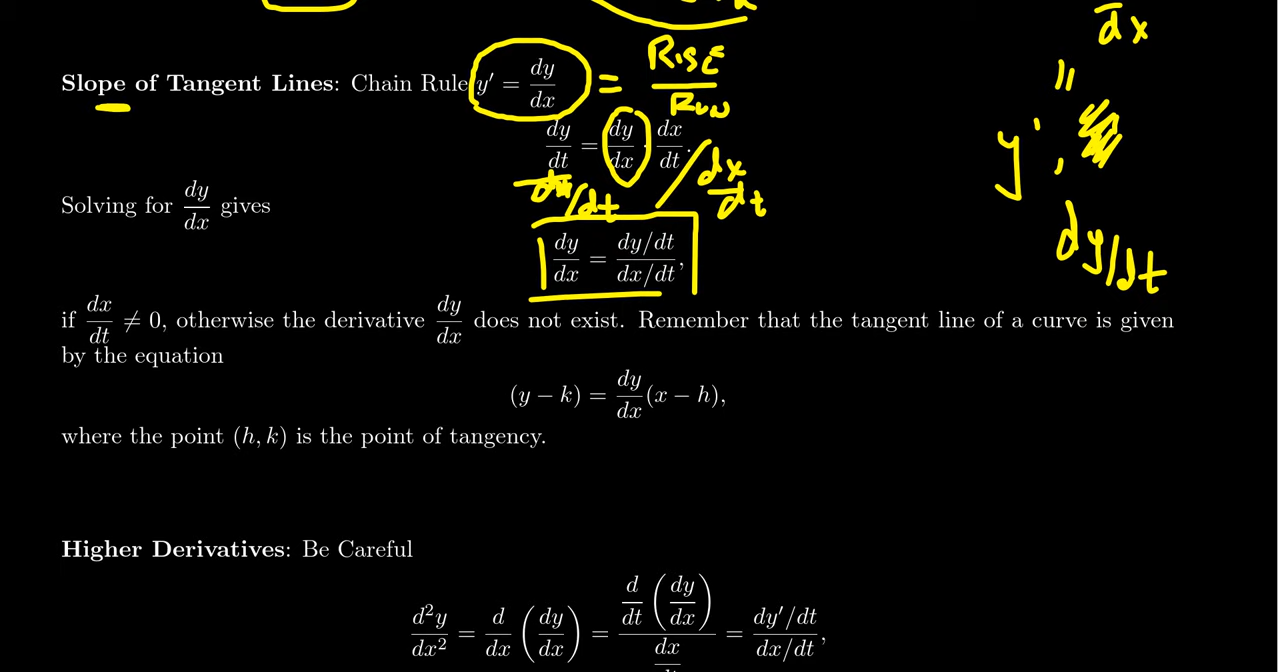 dx
Slope of Tangent Lines: Chain Rule y′ = dy/dx = RISE/RUN
y′,
dy/dt = dy/dx · dx/dt.
/dt / dx/dt
Solving for dy/dx gives
dy/dt
dy/dx = (dy/dt)/(dx/dt),
if dx/dt ≠ 0, otherwise the derivative dy/dx does not exist. Remember that the tangent line of a curve is given
by the equation
(y − k) = dy/dx (x − h),
where the point (h, k) is the point of tangency.
Higher Derivatives: Be Careful
d²y/dx² = d/dx (dy/dx) = d/dt (dy/dx) / dx = (dy′/dt)/(dx/dt),